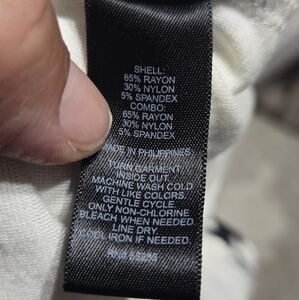 SHELL:
65% RAYON
30% NYLON
5% SPANDEX
COMBO:
65% RAYON
30% NYLON
5% SPANDEX
MADE IN PHILIPPINES
TURN GARMENT
INSIDE OUT.
MACHINE WASH COLD
WITH LIKE COLORS.
GENTLE CYCLE.
ONLY NON-CHLORINE
BLEACH WHEN NEEDED.
LINE DRY.
COOL IRON IF NEEDED.